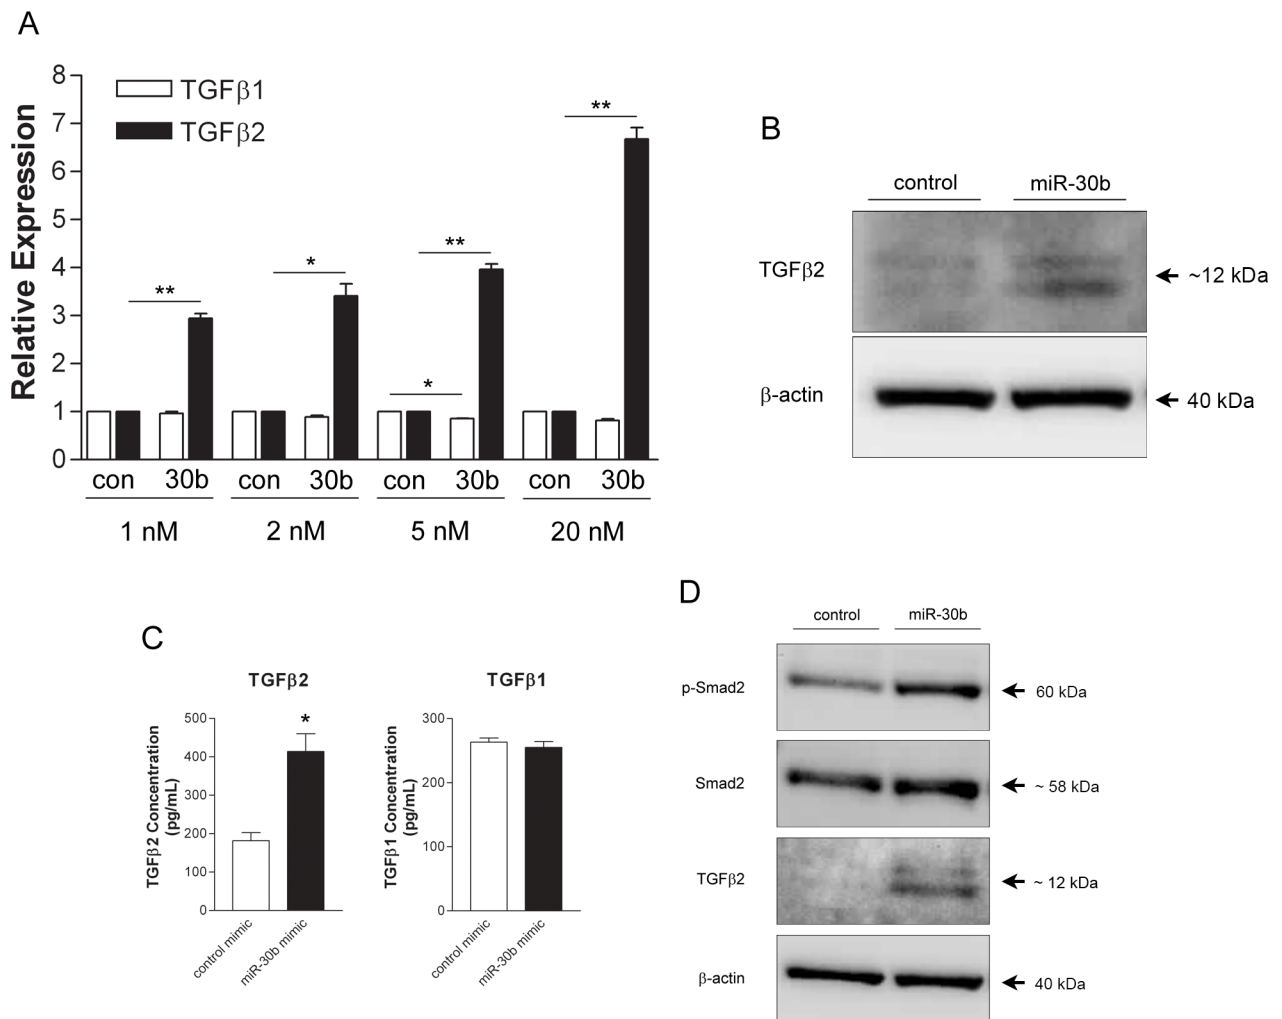 A
Relative Expression
8
7
6
5
4
3
2
1
0
TGFβ1
TGFβ2
**
*
**
*
**
con 30b con 30b con 30b con 30b
1 nM 2 nM 5 nM 20 nM
B
control miR-30b
TGFβ2
~12 kDa
β-actin
40 kDa
C
TGFβ2
TGFβ2 Concentration
(pg/mL)
500
400
300
200
100
0
*
control mimic
miR-30b mimic
TGFβ1
TGFβ1 Concentration
(pg/mL)
300
200
100
0
control mimic
miR-30b mimic
D
control miR-30b
p-Smad2
60 kDa
Smad2
~ 58 kDa
TGFβ2
~ 12 kDa
β-actin
40 kDa